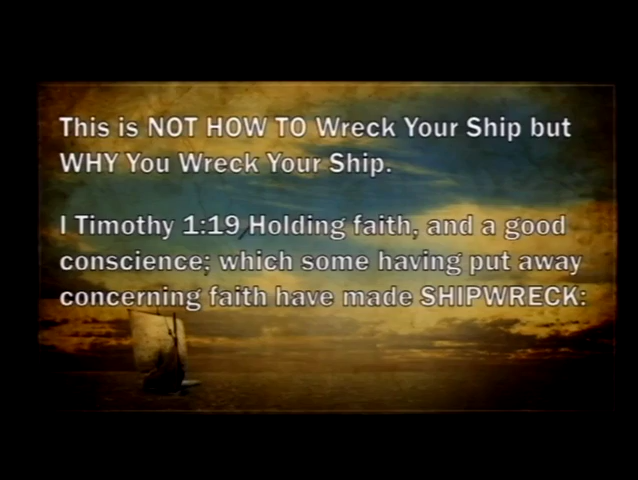 This is NOT HOW TO Wreck Your Ship but
WHY You Wreck Your Ship.
I Timothy 1:19 Holding faith, and a good
conscience; which some having put away
concerning faith have made SHIPWRECK: